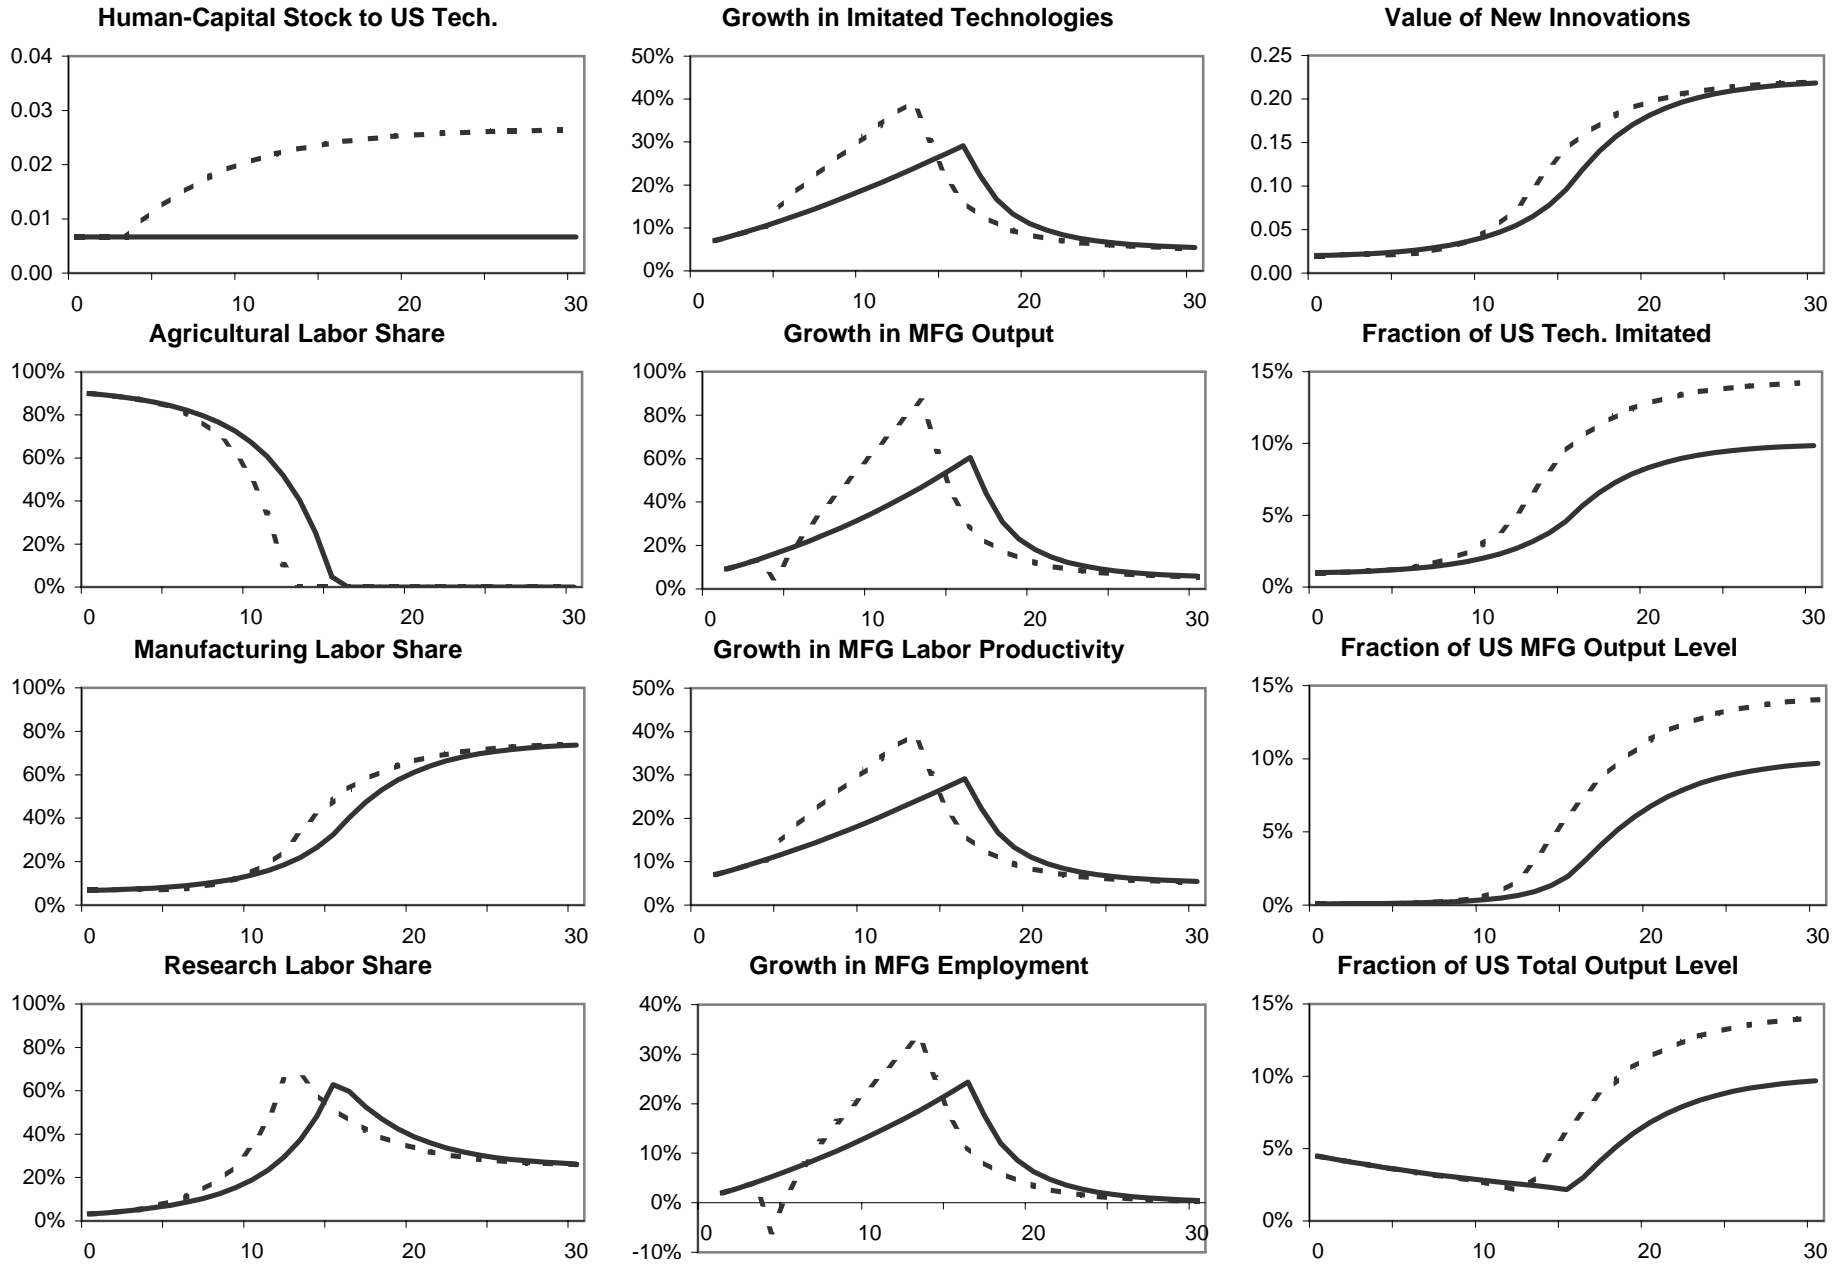 Human-Capital Stock to US Tech.
0.04
0.03
0.02
0.01
0.00
0 10 20 30
Growth in Imitated Technologies
50%
40%
30%
20%
10%
0%
0 10 20 30
Value of New Innovations
0.25
0.20
0.15
0.10
0.05
0.00
0 10 20 30
Agricultural Labor Share
100%
80%
60%
40%
20%
0%
0 10 20 30
Growth in MFG Output
100%
80%
60%
40%
20%
0%
0 10 20 30
Fraction of US Tech. Imitated
15%
10%
5%
0%
0 10 20 30
Manufacturing Labor Share
100%
80%
60%
40%
20%
0%
0 10 20 30
Growth in MFG Labor Productivity
50%
40%
30%
20%
10%
0%
0 10 20 30
Fraction of US MFG Output Level
15%
10%
5%
0%
0 10 20 30
Research Labor Share
100%
80%
60%
40%
20%
0%
0 10 20 30
Growth in MFG Employment
40%
30%
20%
10%
0%
-10%
0 10 20 30
Fraction of US Total Output Level
15%
10%
5%
0%
0 10 20 30